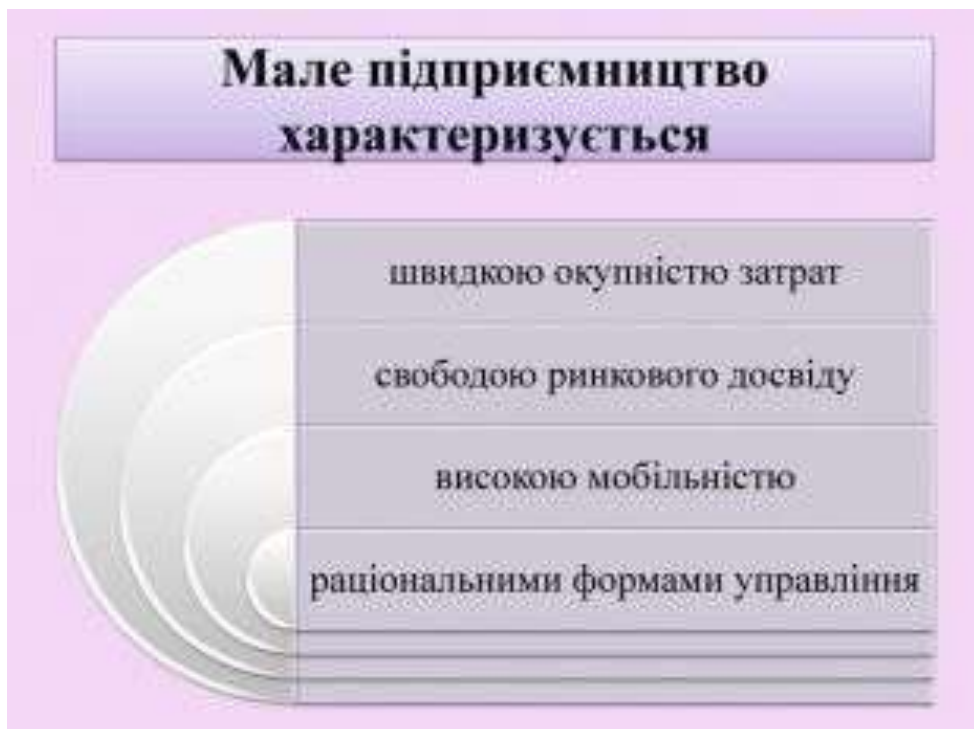 Мале підприємництво
характеризується
швидкою окупністю затрат
свободою ринкового досвіду
високою мобільністю
раціональними формами управління